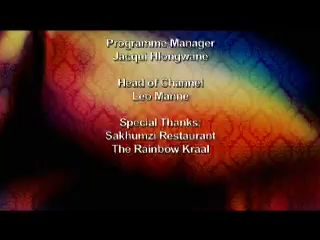 Programme Manager
Jacqui Hlongwane
Head of Channel
Leo Manne
Special Thanks:
Sakhumzi Restaurant
The Rainbow Kraal